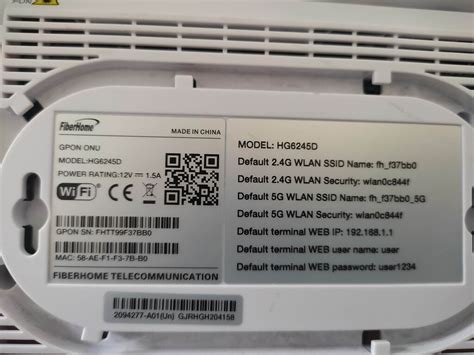 FiberHome
MADE IN CHINA
GPON ONU
MODEL:HG6245D
POWER RATING:12V ⎓ 1.5A
WiFi
CE
GPON SN: FHTT99F37BB0
MAC: 58-AE-F1-F3-7B-B0
FIBERHOME TELECOMMUNICATION
MODEL: HG6245D
Default 2.4G WLAN SSID Name: fh_f37bb0
Default 2.4G WLAN Security: wlan0c844f
Default 5G WLAN SSID Name: fh_f37bb0_5G
Default 5G WLAN Security: wlan0c844f
Default terminal WEB IP: 192.168.1.1
Default terminal WEB user name: user
Default terminal WEB password: user1234
2094277-A01(Un) GJRHGH204158